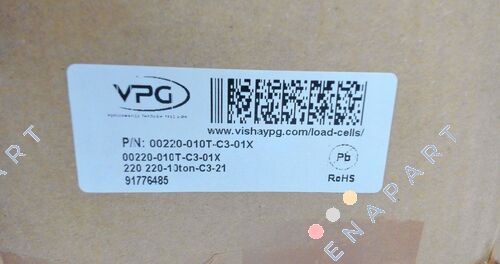 VPG
www.vishaypg.com/load-cells/
P/N: 00220-010T-C3-01X
00220-010T-C3-01X
220 220-10ton-C3-21
91776485
Pb
RoHS
ENAPART